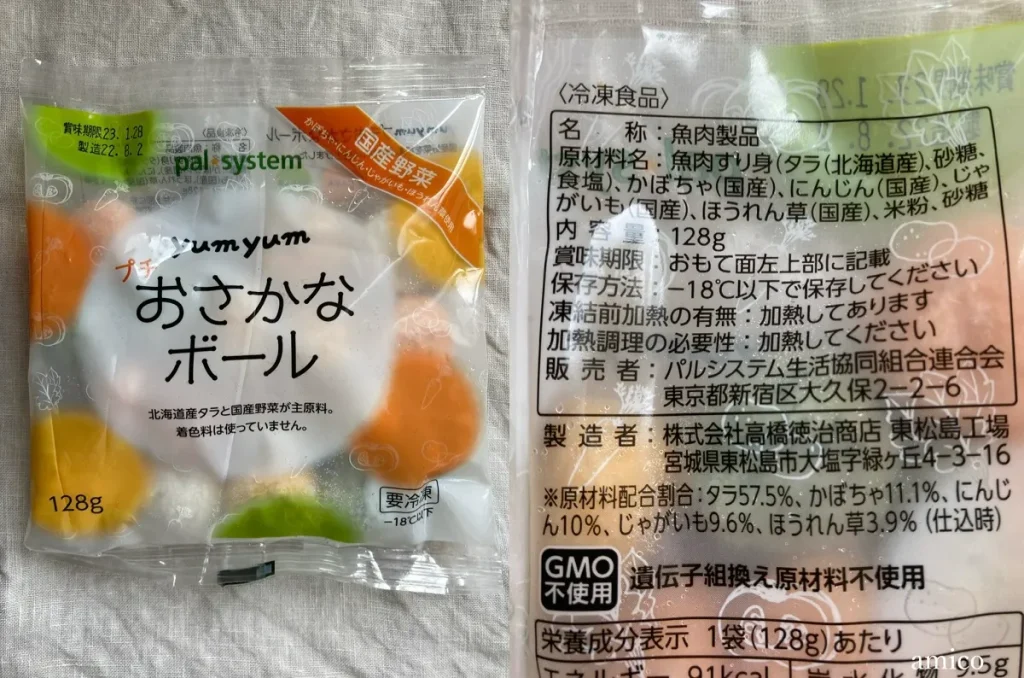 賞味期限23.1.28
製造22.8.2
pal*system
国産野菜
yumyum
プチ
おさかな
ボール
北海道産タラと国産野菜が主原料。
着色料は使っていません。
128g
要冷凍
-18℃以下
〈冷凍食品〉
名称:魚肉製品
原材料名:魚肉すり身(タラ(北海道産)、砂糖、
食塩)、かぼちゃ(国産)、にんじん(国産)、じゃ
がいも(国産)、ほうれん草(国産)、米粉、砂糖
内容量:128g
賞味期限:おもて面左上部に記載
保存方法:-18℃以下で保存してください
凍結前加熱の有無:加熱してあります
加熱調理の必要性:加熱してください
販売者:パルシステム生活協同組合連合会
東京都新宿区大久保2-2-6
製造者:株式会社高橋徳治商店 東松島工場
宮城県東松島市大塩字緑ヶ丘4-3-16
※原材料配合割合:タラ57.5%、かぼちゃ11.1%、にんじ
ん10%、じゃがいも9.6%、ほうれん草3.9%(仕込時)
GMO
不使用
遺伝子組換え原材料不使用
栄養成分表示 1袋(128g)あたり
エネルギー 91kcal 炭水化物 9.5g
amico